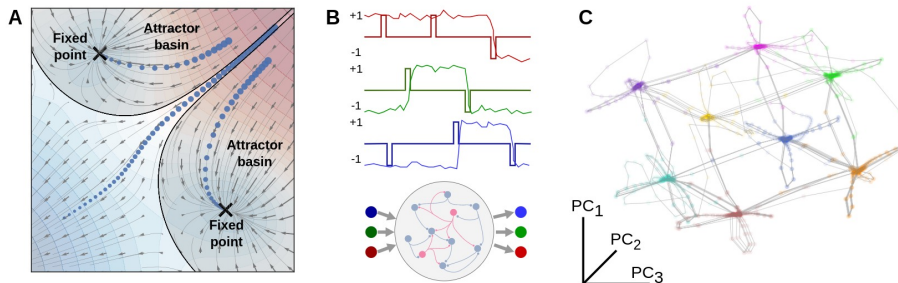 A
Fixed
point
Attractor
basin
Attractor
basin
Fixed
point
B
+1
-1
+1
-1
+1
-1
C
PC1
PC2
PC3